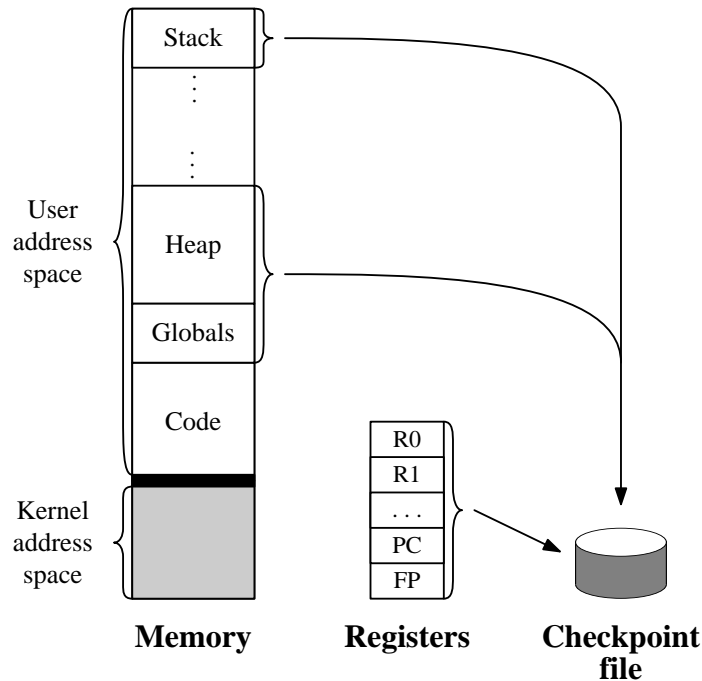 Stack
User
address
space
Heap
Globals
Code
Kernel
address
space
R0
R1
. . .
PC
FP
Memory
Registers
Checkpoint
file